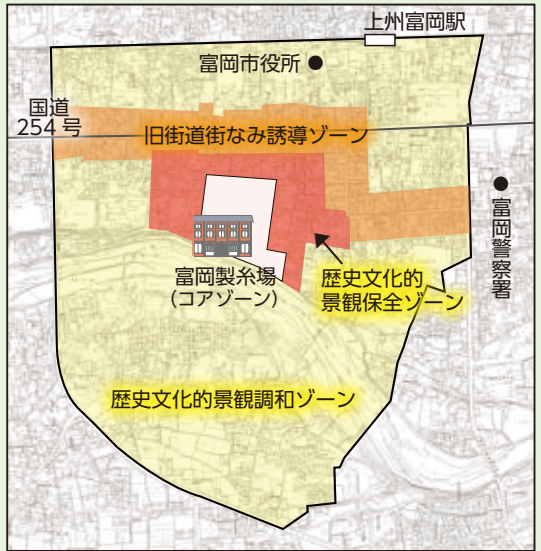 上州富岡駅
富岡市役所
国道
254号
旧街道街なみ誘導ゾーン
富岡警察署
富岡製糸場
（コアゾーン）
歴史文化的
景観保全ゾーン
歴史文化的景観調和ゾーン